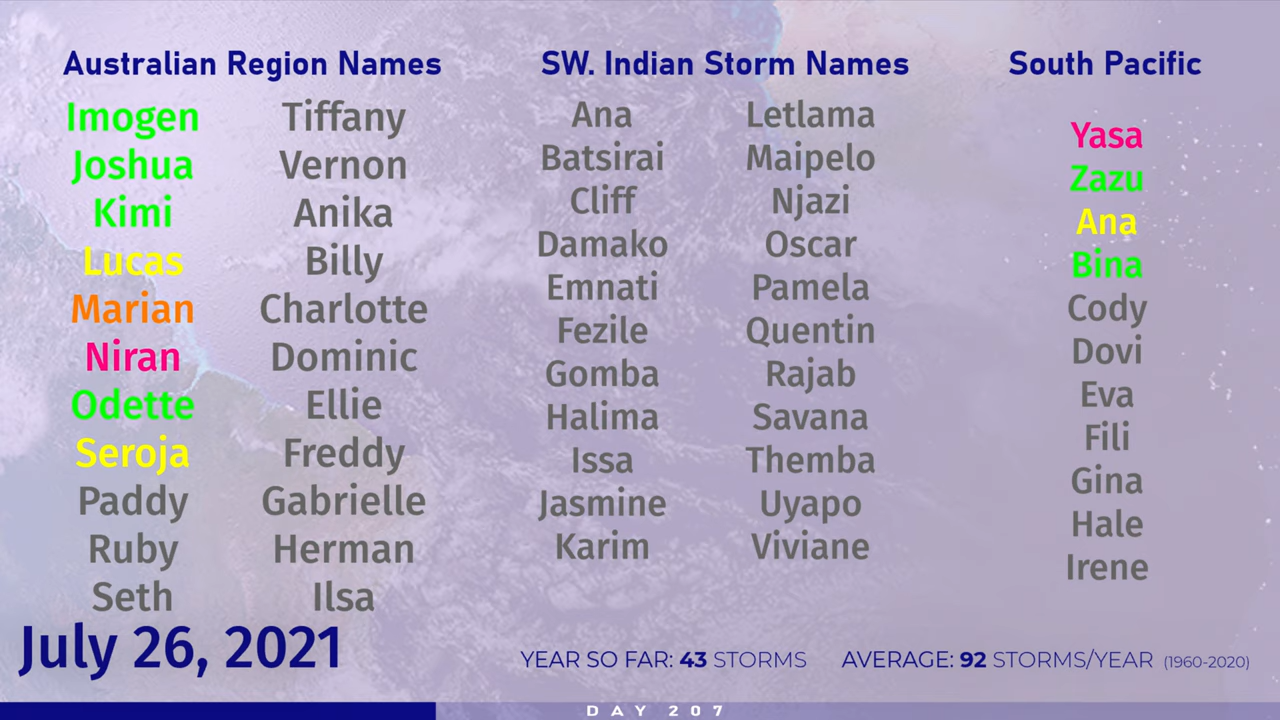 Australian Region Names
Imogen
Joshua
Kimi
Lucas
Marian
Niran
Odette
Seroja
Paddy
Ruby
Seth
Tiffany
Vernon
Anika
Billy
Charlotte
Dominic
Ellie
Freddy
Gabrielle
Herman
Ilsa
SW. Indian Storm Names
Ana
Batsirai
Cliff
Damako
Emnati
Fezile
Gomba
Halima
Issa
Jasmine
Karim
Letlama
Maipelo
Njazi
Oscar
Pamela
Quentin
Rajab
Savana
Themba
Uyapo
Viviane
South Pacific
Yasa
Zazu
Ana
Bina
Cody
Dovi
Eva
Fili
Gina
Hale
Irene
July 26, 2021
YEAR SO FAR: 43 STORMS
AVERAGE: 92 STORMS/YEAR (1960-2020)
DAY 207